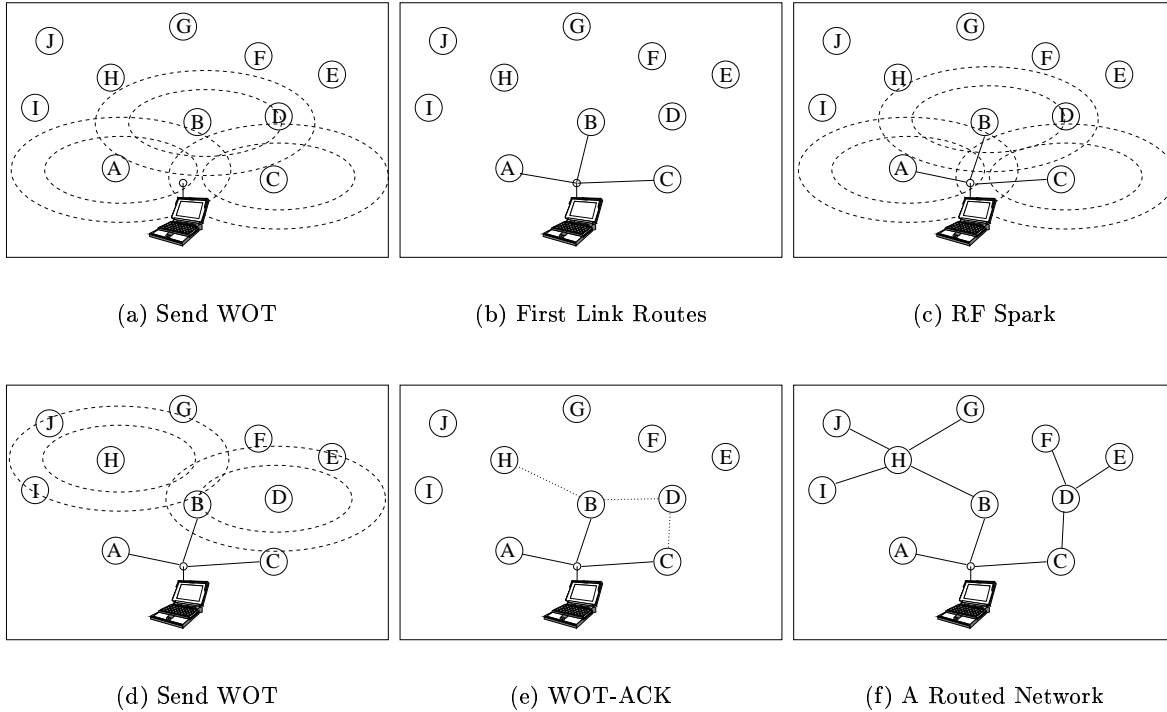 J G F E H I B D A C
J G F E H I B D A C
J G F E H I B D A C
(a) Send WOT (b) First Link Routes (c) RF Spark
J G F E H I B D A C
J G F E H I B D A C
J G F E H I B D A C
(d) Send WOT (e) WOT-ACK (f) A Routed Network